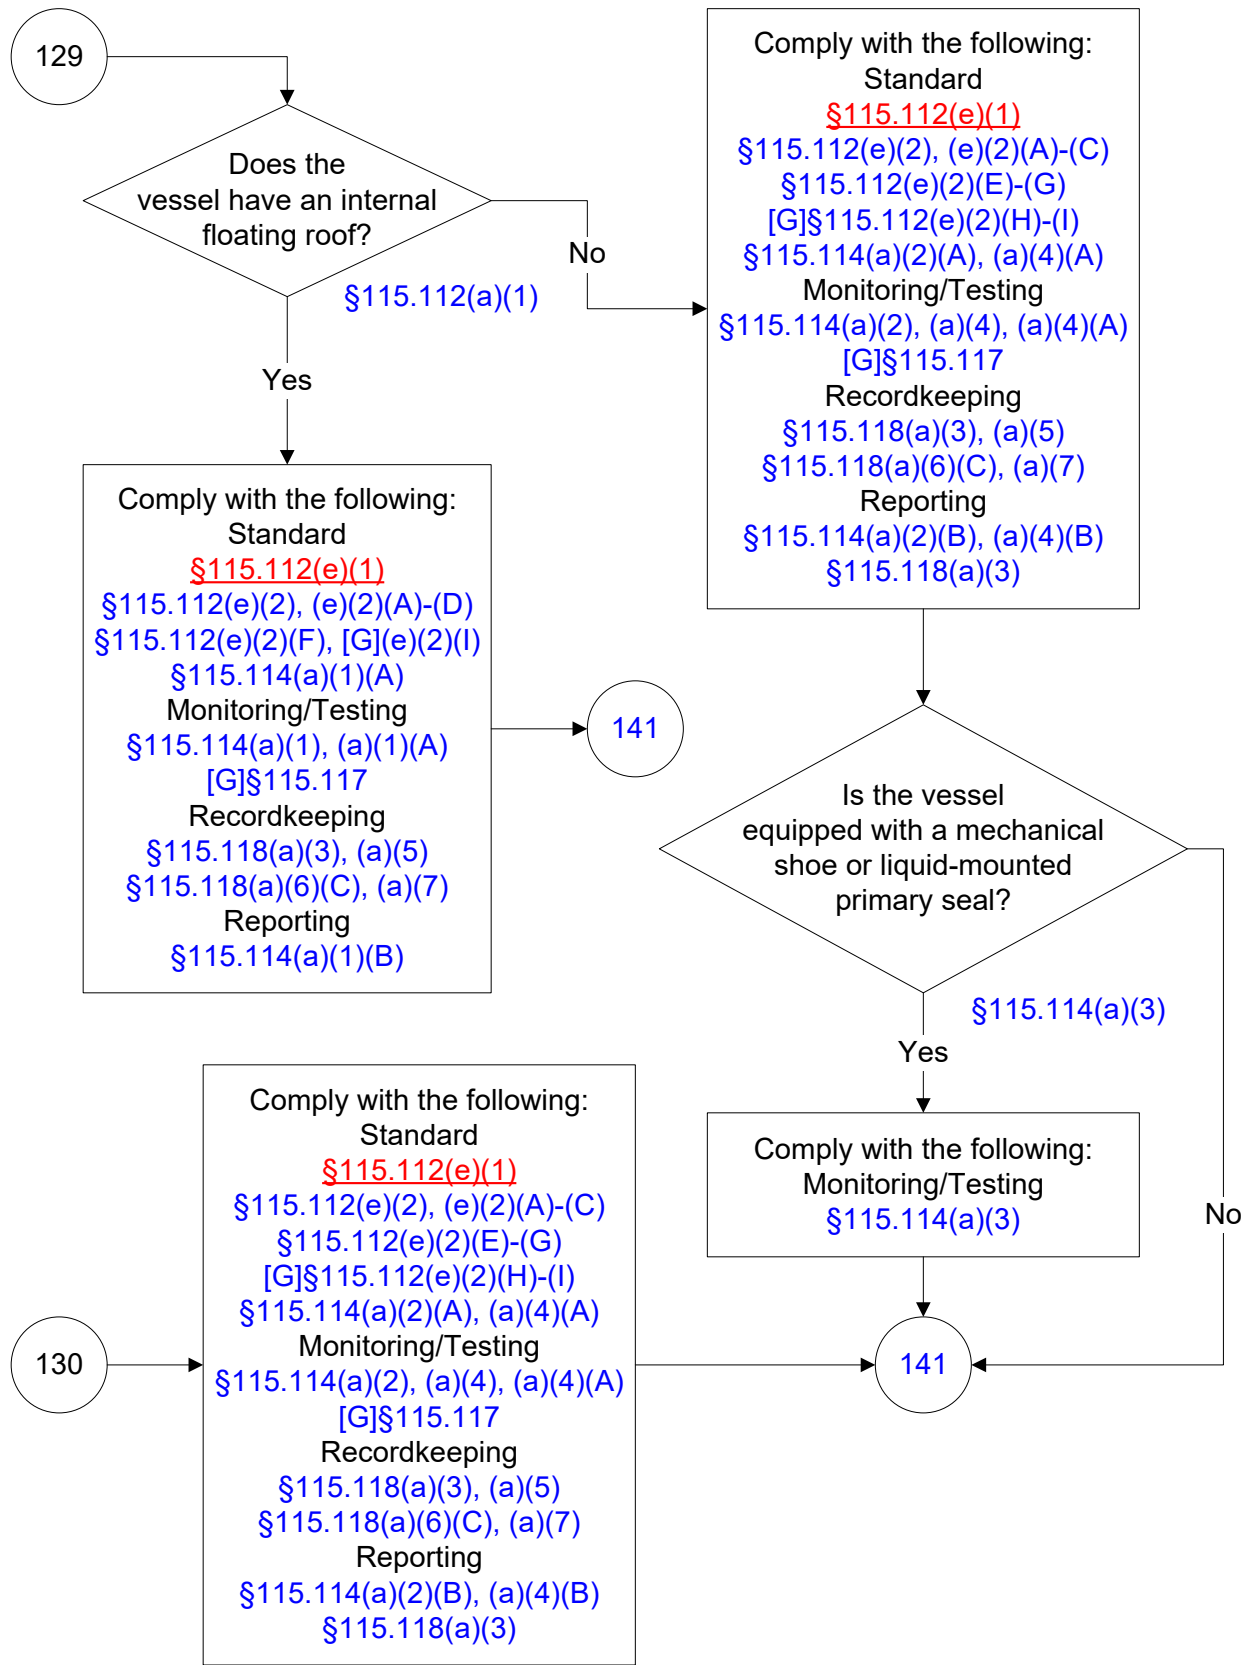 129
Does the
vessel have an internal
floating roof?
§115.112(a)(1)
No
Yes
Comply with the following:
Standard
§115.112(e)(1)
§115.112(e)(2), (e)(2)(A)-(C)
§115.112(e)(2)(E)-(G)
[G]§115.112(e)(2)(H)-(I)
§115.114(a)(2)(A), (a)(4)(A)
Monitoring/Testing
§115.114(a)(2), (a)(4), (a)(4)(A)
[G]§115.117
Recordkeeping
§115.118(a)(3), (a)(5)
§115.118(a)(6)(C), (a)(7)
Reporting
§115.114(a)(2)(B), (a)(4)(B)
§115.118(a)(3)
Comply with the following:
Standard
§115.112(e)(1)
§115.112(e)(2), (e)(2)(A)-(D)
§115.112(e)(2)(F), [G](e)(2)(I)
§115.114(a)(1)(A)
Monitoring/Testing
§115.114(a)(1), (a)(1)(A)
[G]§115.117
Recordkeeping
§115.118(a)(3), (a)(5)
§115.118(a)(6)(C), (a)(7)
Reporting
§115.114(a)(1)(B)
141
Is the vessel
equipped with a mechanical
shoe or liquid-mounted
primary seal?
§115.114(a)(3)
Yes
No
Comply with the following:
Monitoring/Testing
§115.114(a)(3)
130
Comply with the following:
Standard
§115.112(e)(1)
§115.112(e)(2), (e)(2)(A)-(C)
§115.112(e)(2)(E)-(G)
[G]§115.112(e)(2)(H)-(I)
§115.114(a)(2)(A), (a)(4)(A)
Monitoring/Testing
§115.114(a)(2), (a)(4), (a)(4)(A)
[G]§115.117
Recordkeeping
§115.118(a)(3), (a)(5)
§115.118(a)(6)(C), (a)(7)
Reporting
§115.114(a)(2)(B), (a)(4)(B)
§115.118(a)(3)
141